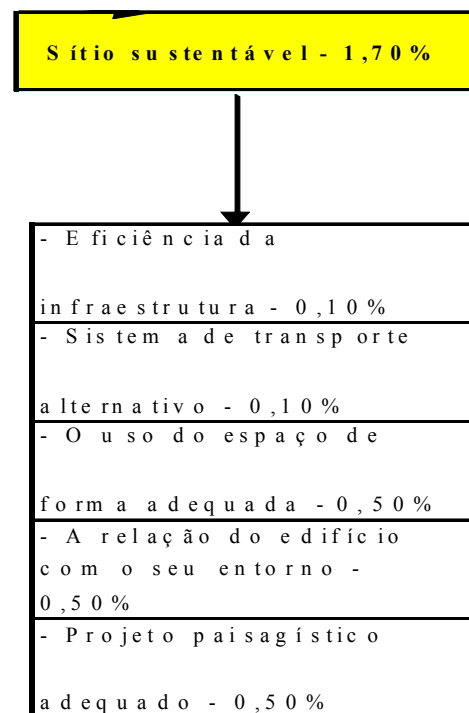 Sítio sustentável - 1,70%
- Eficiência da
infraestrutura - 0,10%
- Sistema de transporte
alternativo - 0,10%
- O uso do espaço de
forma adequada - 0,50%
- A relação do edifício
com o seu entorno -
0,50%
- Projeto paisagístico
adequado - 0,50%